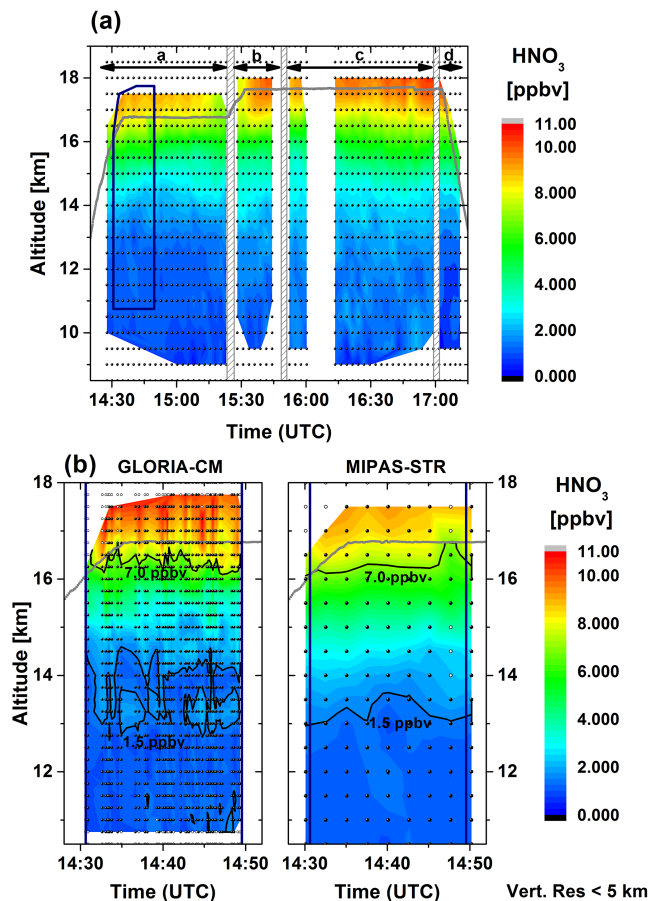 (a)
a b c d
HNO3
[ppbv]
18
16
14
12
10
Altitude [km]
14:30 15:00 15:30 16:00 16:30 17:00
Time (UTC)
11.00
10.00
8.000
6.000
4.000
2.000
0.000
(b) GLORIA-CM MIPAS-STR
18
16
14
12
Altitude [km]
7.0 ppbv
1.5 ppbv
14:30 14:40 14:50
Time (UTC)
7.0 ppbv
1.5 ppbv
14:30 14:40 14:50
Time (UTC)
18
16
14
12
HNO3
[ppbv]
11.00
10.00
8.000
6.000
4.000
2.000
0.000
Vert. Res < 5 km